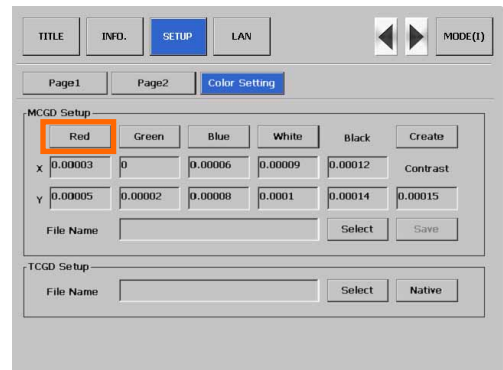 TITLE INFO. SETUP LAN MODE(I)
Page1 Page2 Color Setting
MCGD Setup
Red Green Blue White Black Create
X 0.00003 0 0.00006 0.00009 0.00012 Contrast
Y 0.00005 0.00002 0.00008 0.0001 0.00014 0.00015
File Name Select Save
TCGD Setup
File Name Select Native